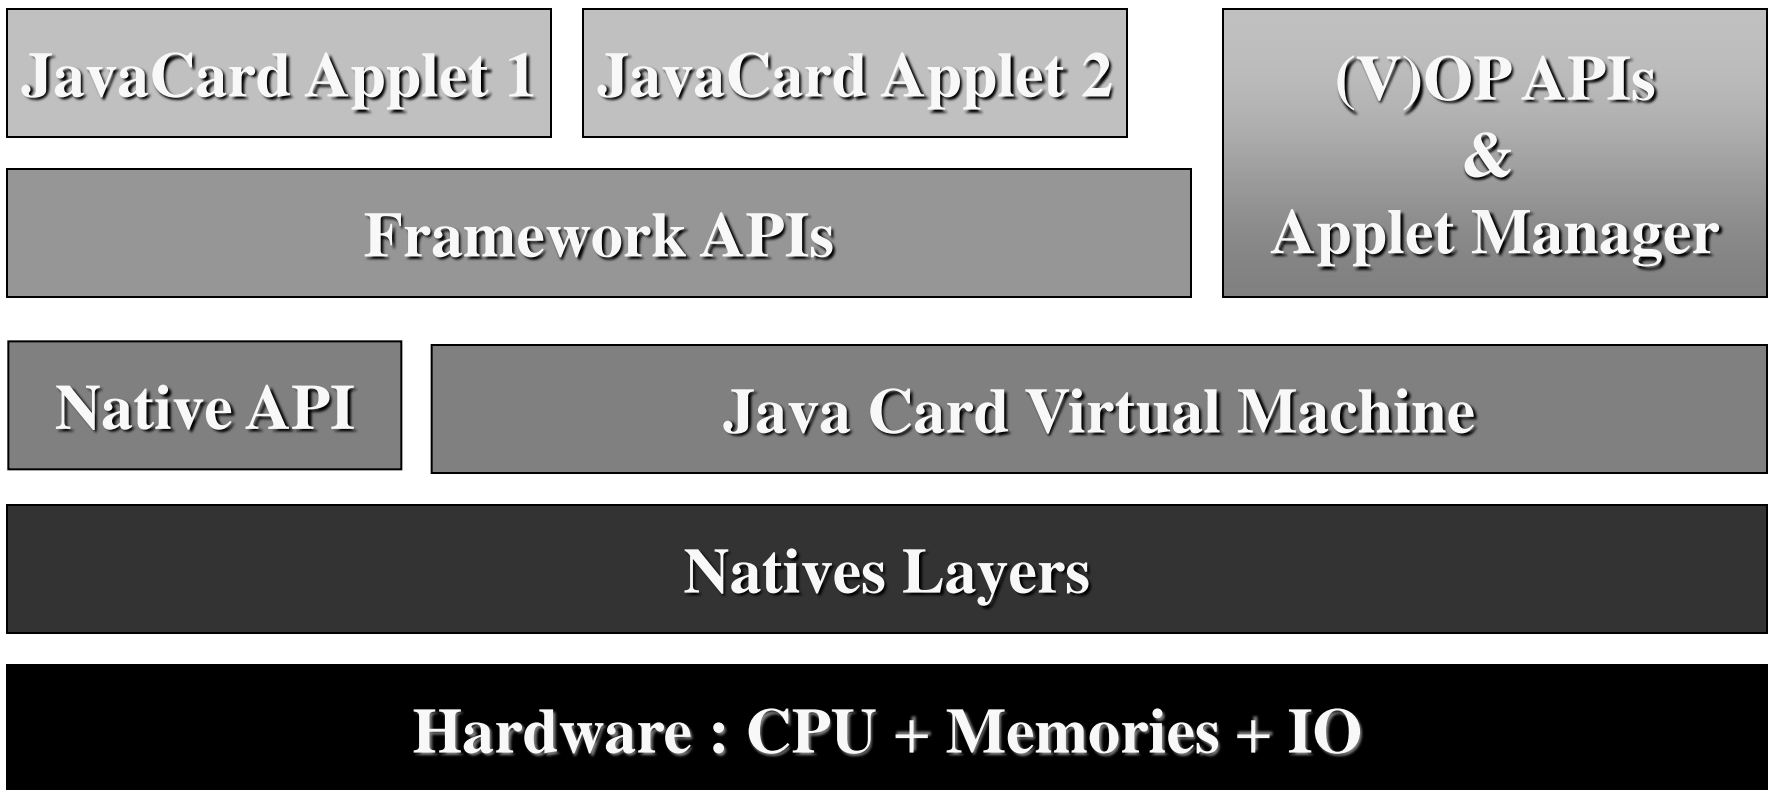 JavaCard Applet 1
JavaCard Applet 2
(V)OP APIs
&
Applet Manager
Framework APIs
Native API
Java Card Virtual Machine
Natives Layers
Hardware : CPU + Memories + IO